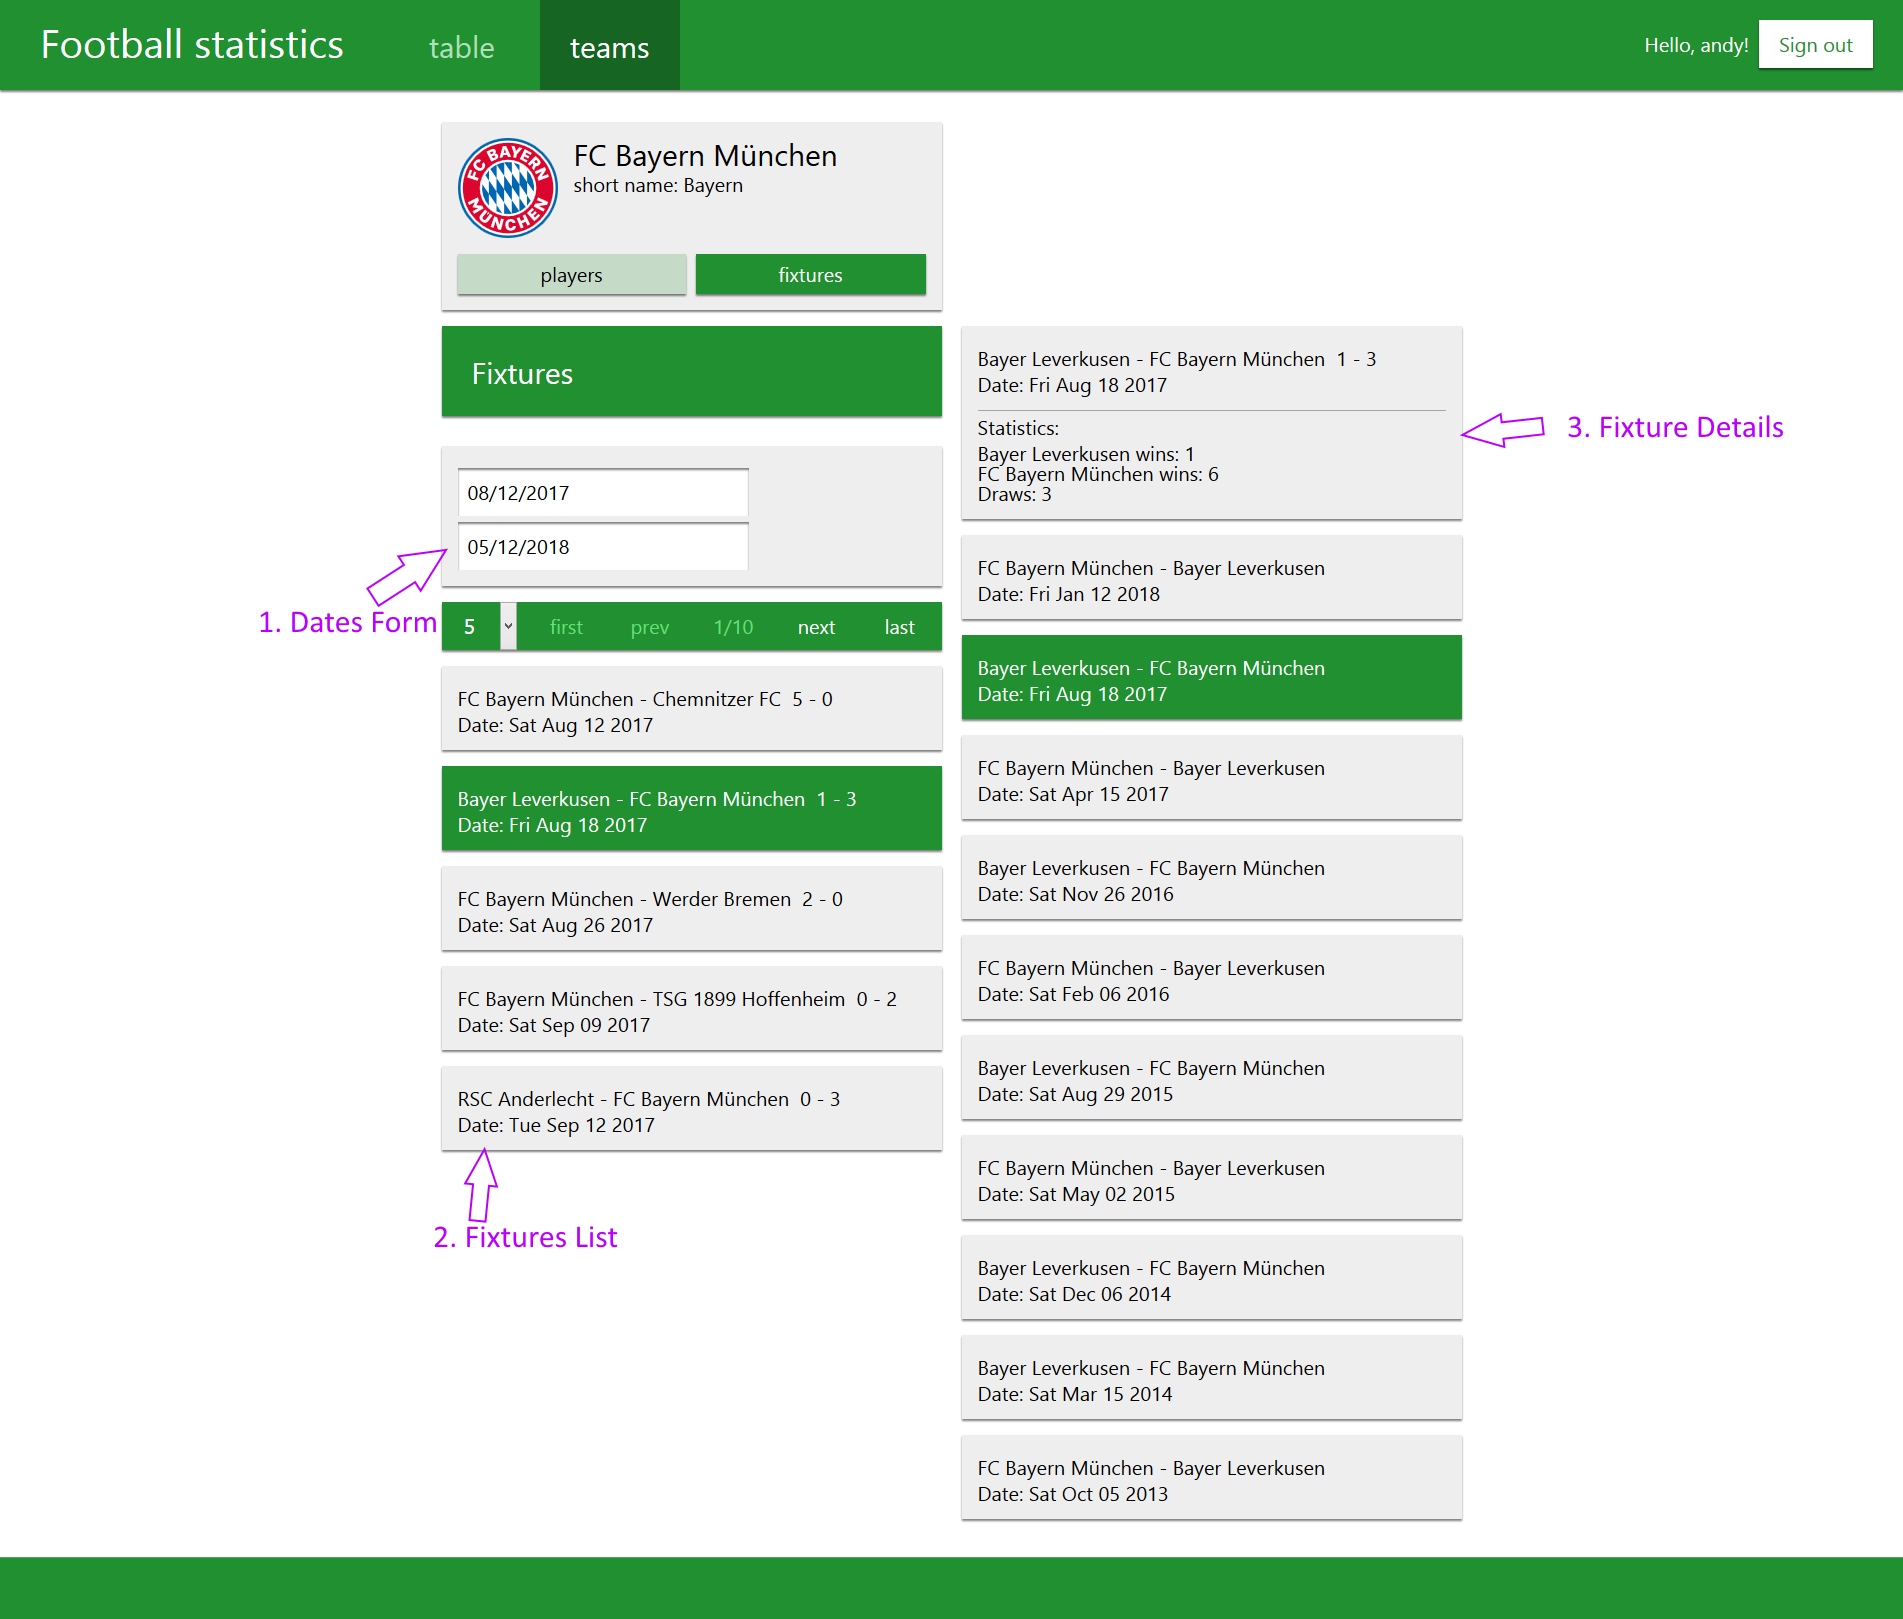 Football statistics
table
teams
Hello, andy!
Sign out
FC BAYERN
MÜNCHEN
FC Bayern München
short name: Bayern
players
fixtures
Fixtures
08/12/2017
05/12/2018
1. Dates Form
5
first
prev
1/10
next
last
FC Bayern München - Chemnitzer FC 5 - 0
Date: Sat Aug 12 2017
Bayer Leverkusen - FC Bayern München 1 - 3
Date: Fri Aug 18 2017
FC Bayern München - Werder Bremen 2 - 0
Date: Sat Aug 26 2017
FC Bayern München - TSG 1899 Hoffenheim 0 - 2
Date: Sat Sep 09 2017
RSC Anderlecht - FC Bayern München 0 - 3
Date: Tue Sep 12 2017
2. Fixtures List
Bayer Leverkusen - FC Bayern München 1 - 3
Date: Fri Aug 18 2017
Statistics:
Bayer Leverkusen wins: 1
FC Bayern München wins: 6
Draws: 3
3. Fixture Details
FC Bayern München - Bayer Leverkusen
Date: Fri Jan 12 2018
Bayer Leverkusen - FC Bayern München
Date: Fri Aug 18 2017
FC Bayern München - Bayer Leverkusen
Date: Sat Apr 15 2017
Bayer Leverkusen - FC Bayern München
Date: Sat Nov 26 2016
FC Bayern München - Bayer Leverkusen
Date: Sat Feb 06 2016
Bayer Leverkusen - FC Bayern München
Date: Sat Aug 29 2015
FC Bayern München - Bayer Leverkusen
Date: Sat May 02 2015
Bayer Leverkusen - FC Bayern München
Date: Sat Dec 06 2014
Bayer Leverkusen - FC Bayern München
Date: Sat Mar 15 2014
FC Bayern München - Bayer Leverkusen
Date: Sat Oct 05 2013